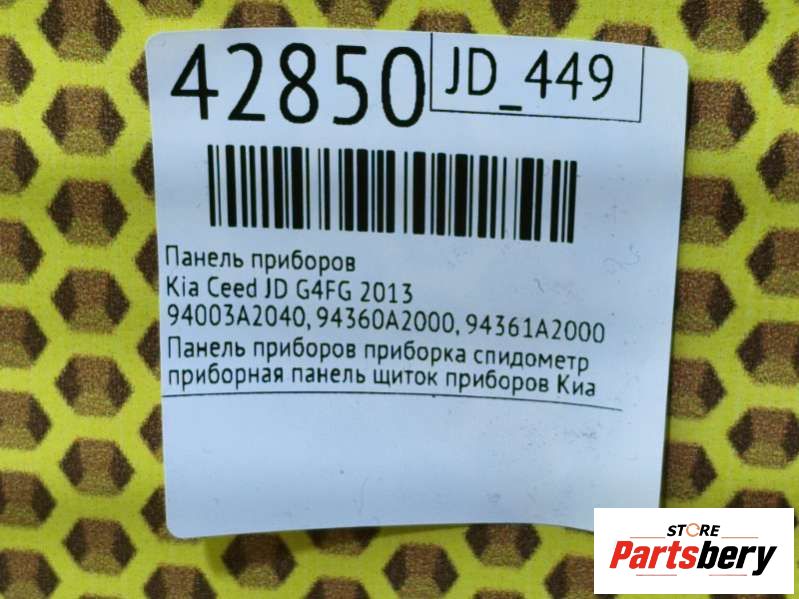 42850
JD_449
Панель приборов
Kia Ceed JD G4FG 2013
94003A2040, 94360A2000, 94361A2000
Панель приборов приборка спидометр
приборная панель щиток приборов Киа
STORE
Partsbery